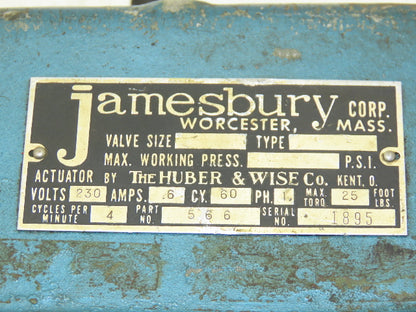 jamesbury CORP.
WORCESTER, MASS.
VALVE SIZE TYPE
MAX. WORKING PRESS. P.S.I.
ACTUATOR BY THE HUBER & WISE CO. KENT, O.
VOLTS 230 AMPS. .6 CY. 60 PH. 1 MAX TORQ 25 FOOT LBS.
CYCLES PER MINUTE 4 PART NO. 566 SERIAL NO. 1895